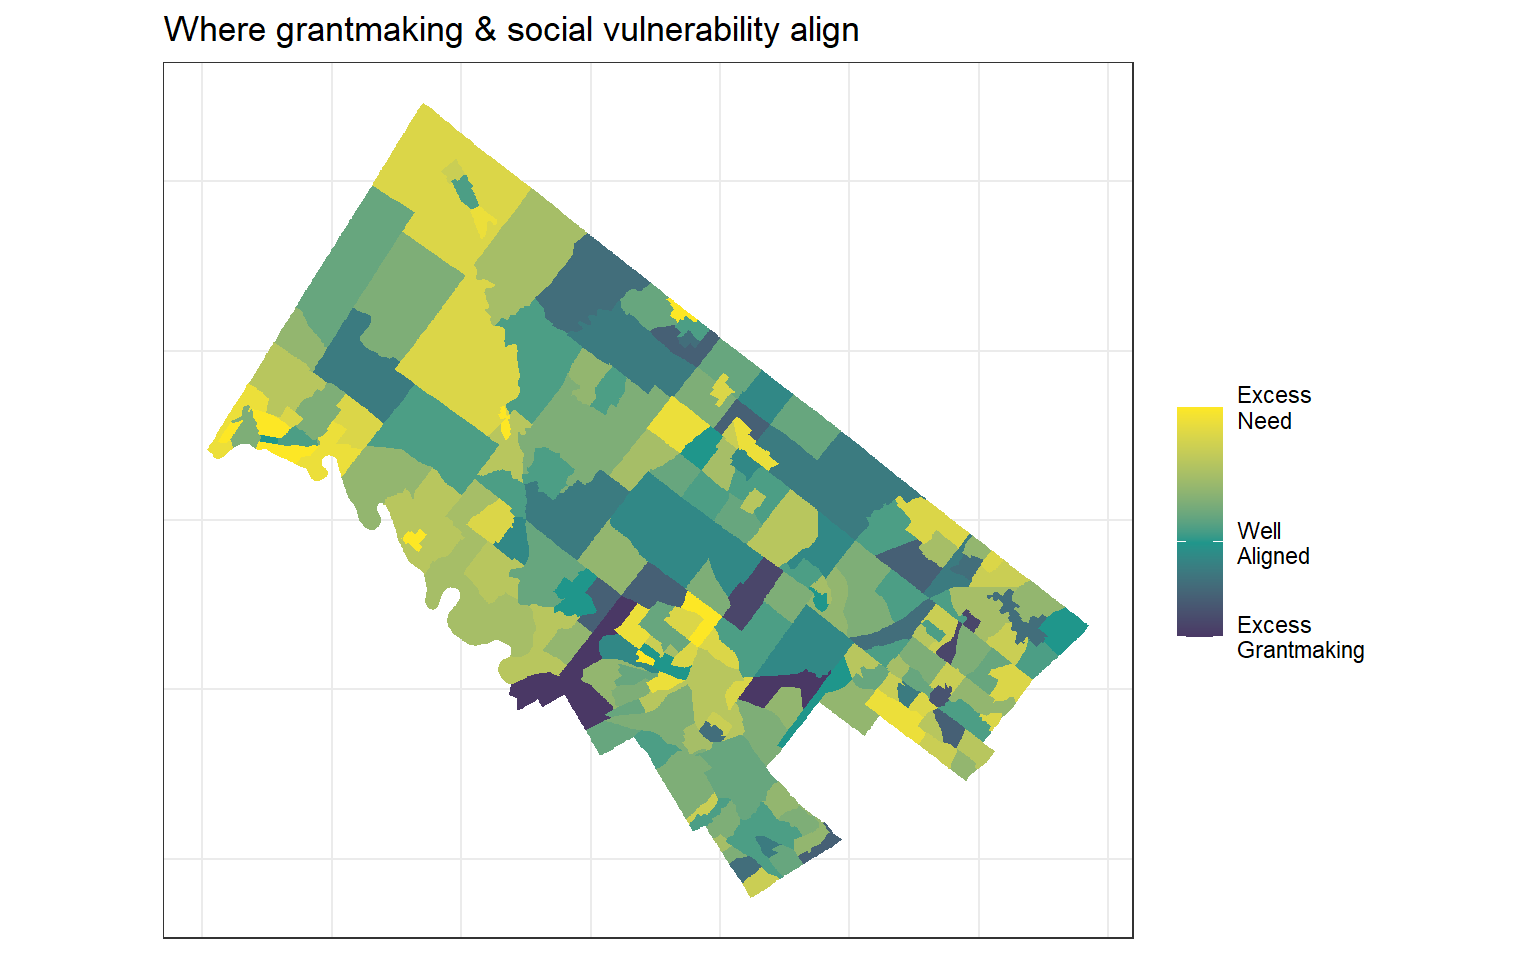 Where grantmaking & social vulnerability align
Excess
Need
Well
Aligned
Excess
Grantmaking